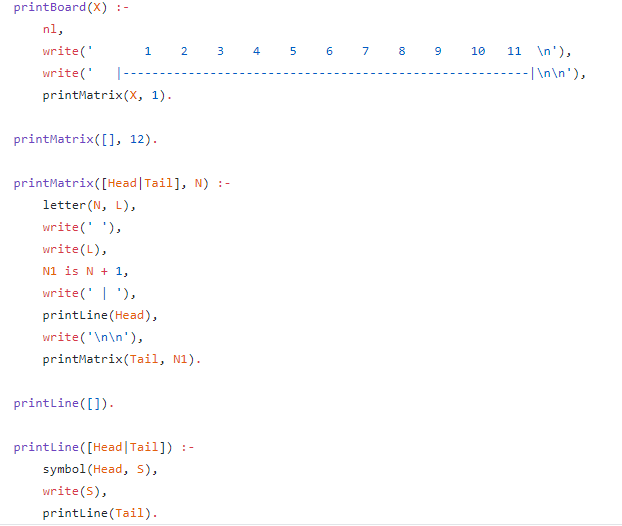 printBoard(X) :-
    nl,
    write('       1    2    3    4    5    6    7    8    9    10   11  \n'),
    write('   |--------------------------------------------------------|\n\n'),
    printMatrix(X, 1).

printMatrix([], 12).

printMatrix([Head|Tail], N) :-
    letter(N, L),
    write(' '),
    write(L),
    N1 is N + 1,
    write(' | '),
    printLine(Head),
    write('\n\n'),
    printMatrix(Tail, N1).

printLine([]).

printLine([Head|Tail]) :-
    symbol(Head, S),
    write(S),
    printLine(Tail).